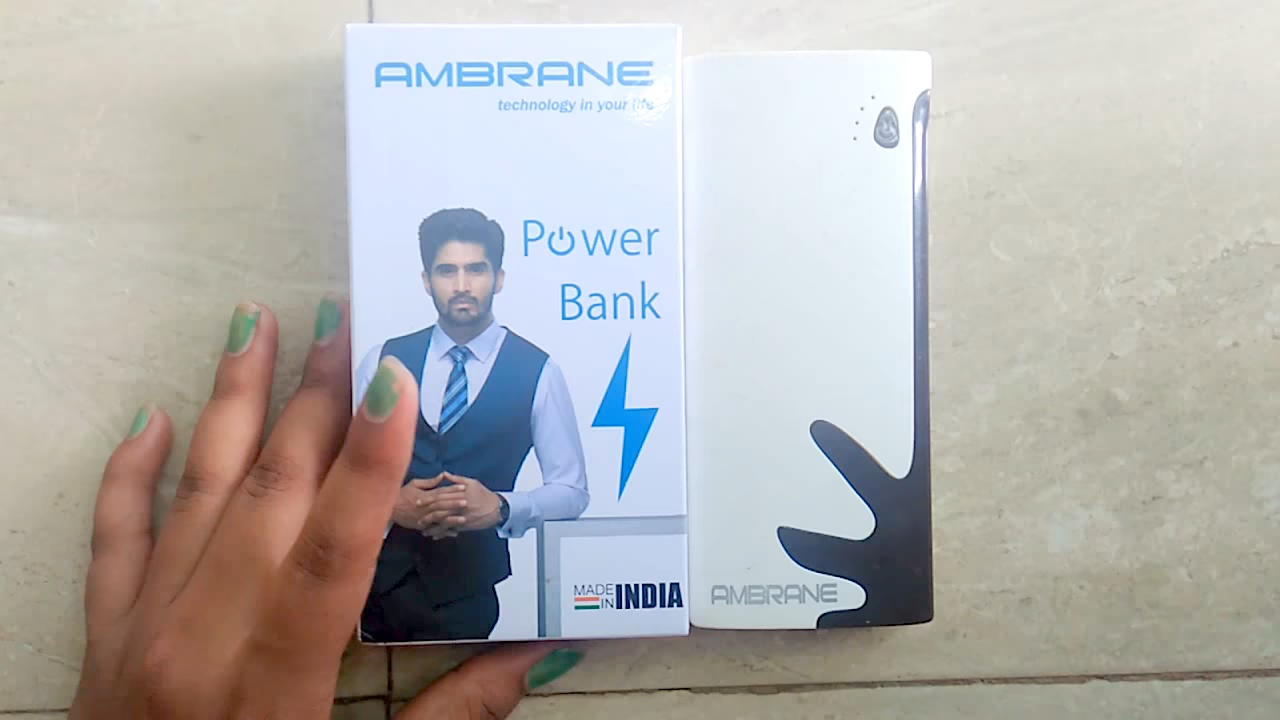 AMBRANE
technology in your life
Power
Bank
MADE
IN INDIA
AMBRANE